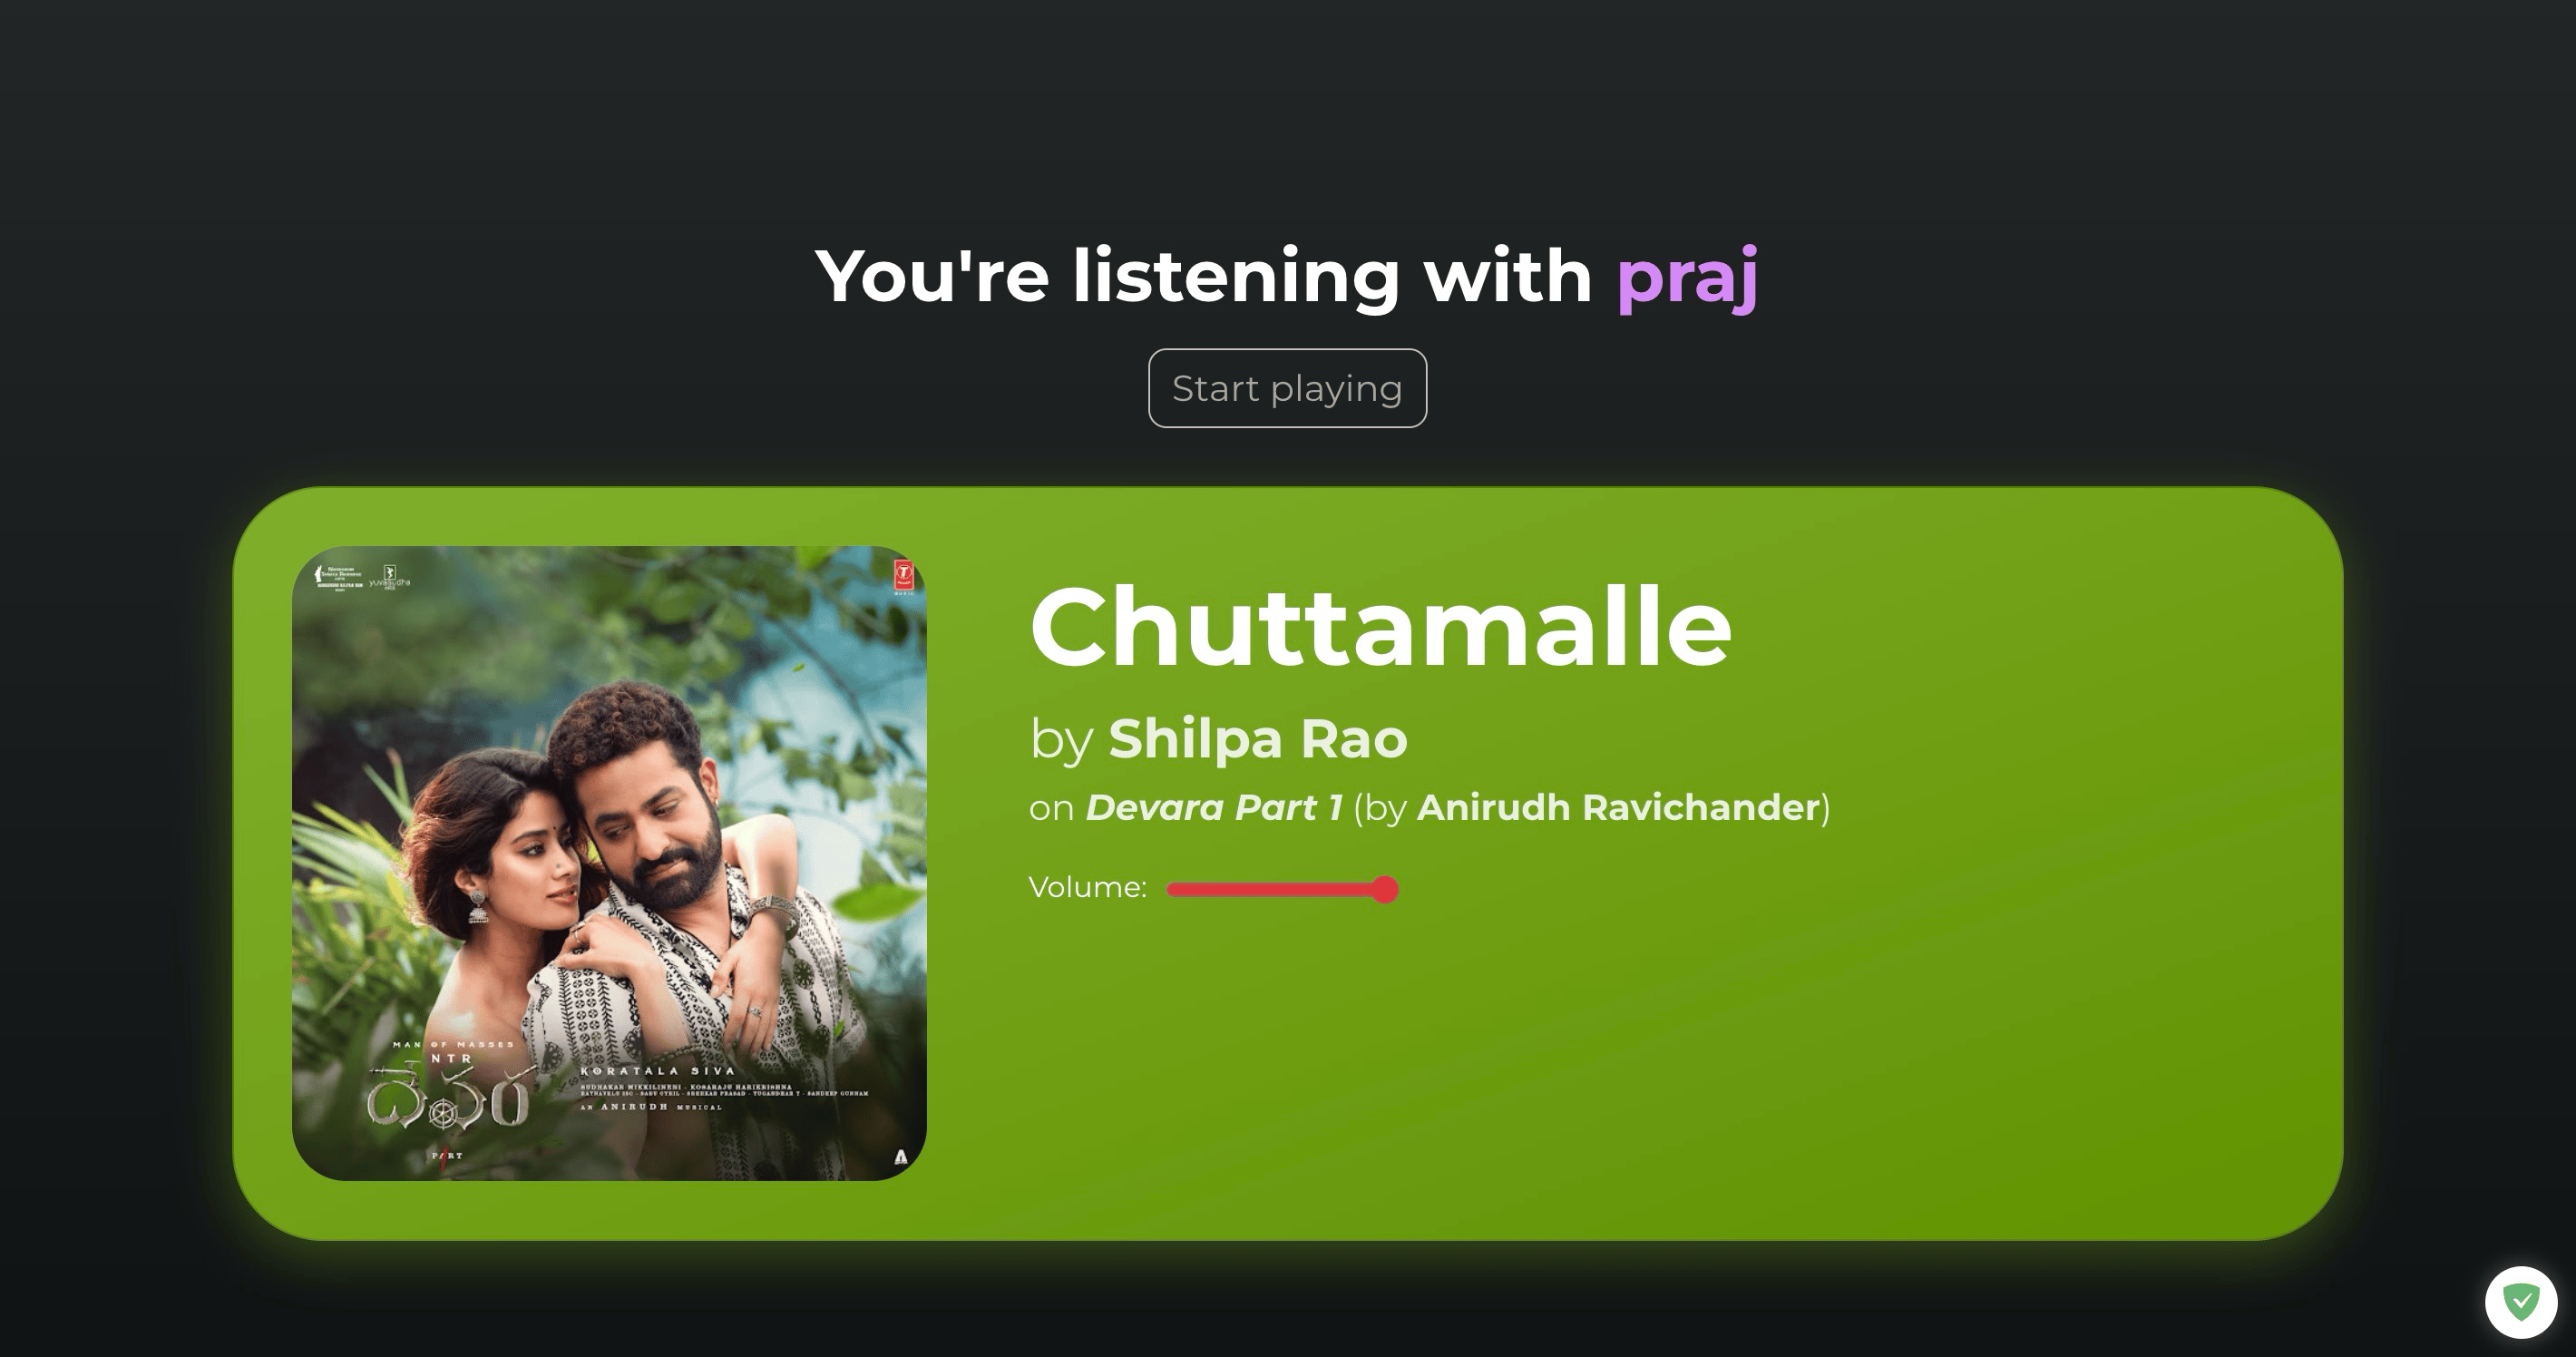 You're listening with praj
Start playing
yuvasudha
T
MUSIC
Chuttamalle
by Shilpa Rao
on Devara Part 1 (by Anirudh Ravichander)
Volume:
MAN OF MASSES
NTR
దేవర
PART
KORATALA SIVA
SUDHAKAR MIKKILINENI - KOSARAJU HARIKRISHNA
RATNAVELU ISC - SABU CYRIL - SREEKAR PRASAD - YUGANDHAR T - SANDEEP GUNNAM
AN ANIRUDH MUSICAL